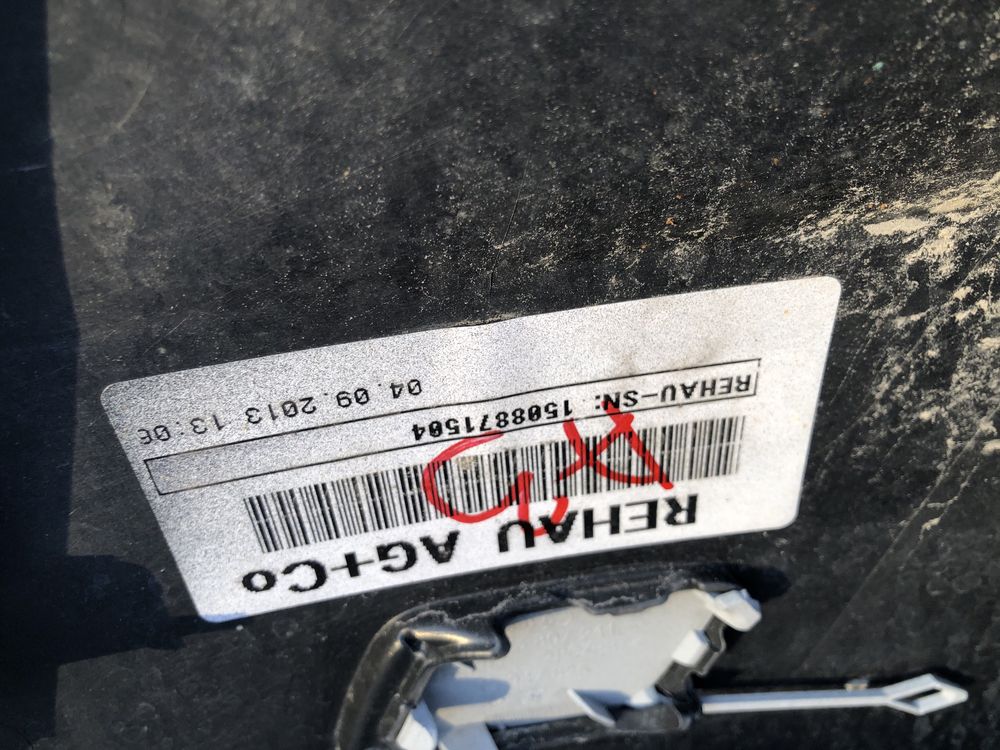 REHAU AG+Co
REHAU-SN: 1508871504
04.09.2013 13:06